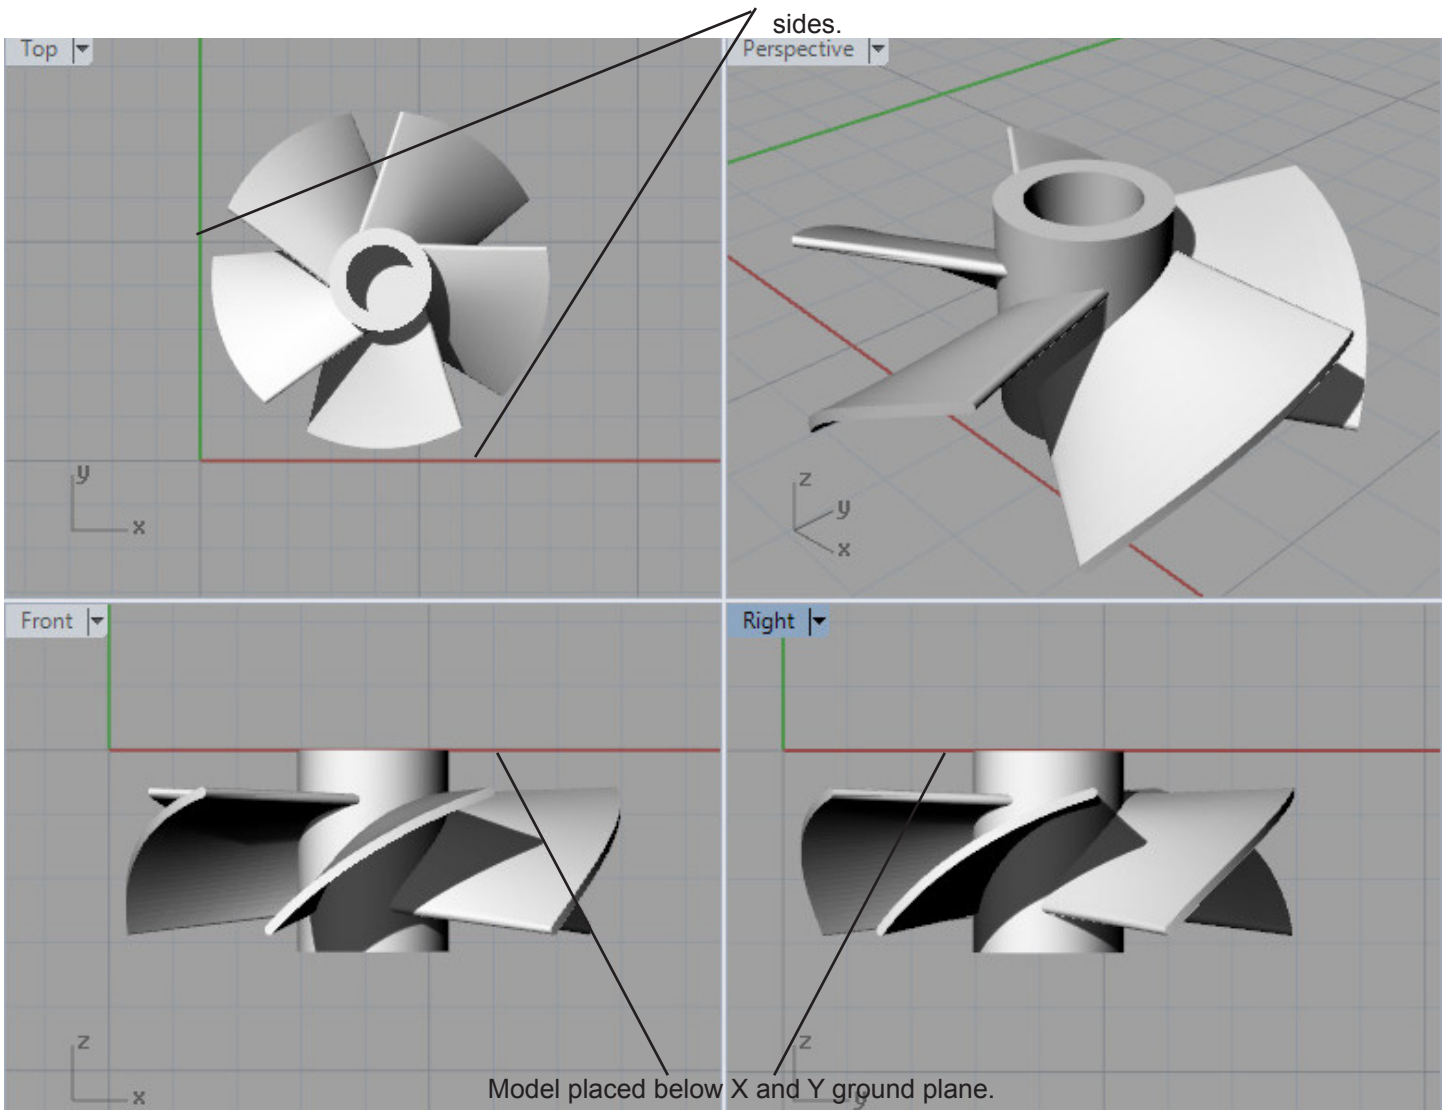 sides.
Top
Perspective
y
x
z
y
x
Front
Right
z
x
z
y
Model placed below X and Y ground plane.